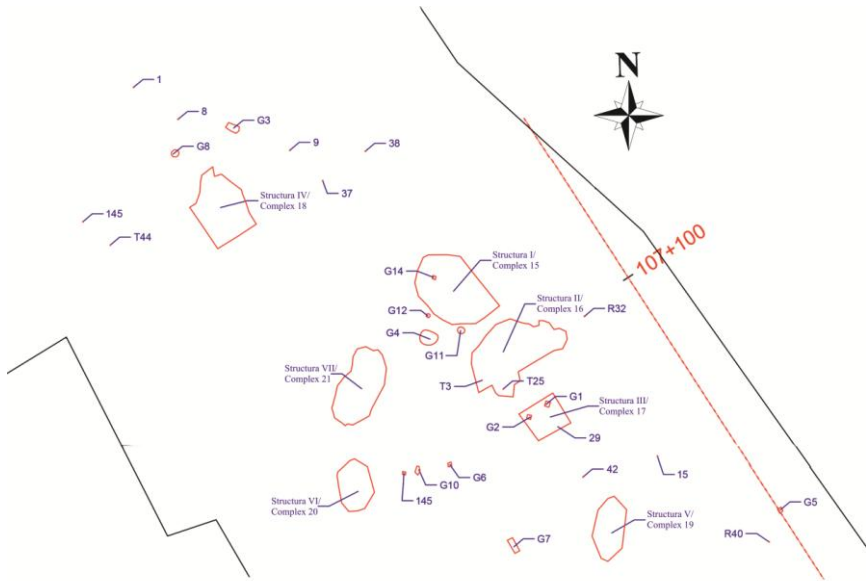 N
1
8
G3
9
38
G8
37
Structura IV/
Complex 18
145
T44
107+100
Structura I/
Complex 15
G14
Structura II/
Complex 16
R32
G12
G4
G11
Structura VII/
Complex 21
T3
T25
G1
Structura III/
Complex 17
G2
29
42
15
G6
G10
145
Structura VI/
Complex 20
G5
Structura V/
Complex 19
G7
R40